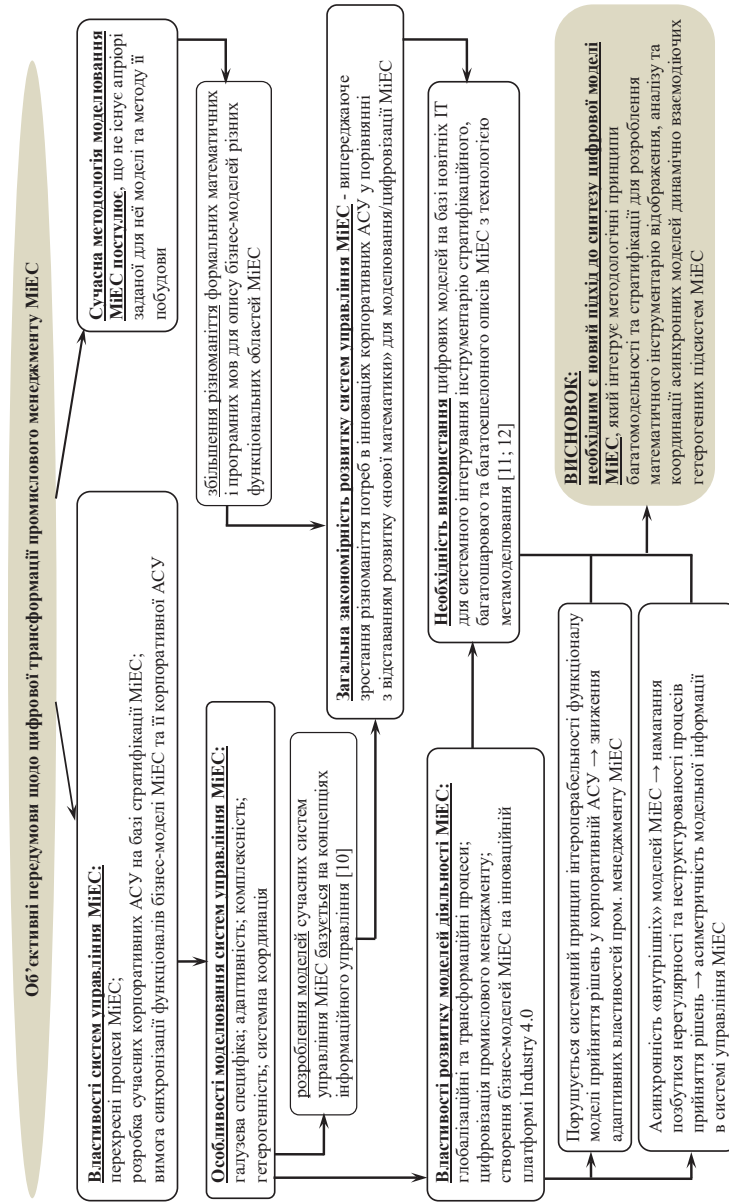 Об’єктивні передумови щодо цифрової трансформації промислового менеджменту МіЕС
Властивості систем управління МіЕС:
перехресні процеси МіЕС;
розробка сучасних корпоративних АСУ на базі стратифікації МіЕС;
вимога синхронізації функціоналів бізнес-моделі МіЕС та її корпоративної АСУ
Сучасна методологія моделювання
МіЕС постулює, що не існує апріорі
заданої для неї моделі та методу її
побудови
Особливості моделювання систем управління МіЕС:
галузева специфіка; адаптивність; комплексність;
гетерогенність; системна координація
збільшення різноманіття формальних математичних
і програмних мов для опису бізнес-моделей різних
функціональних областей МіЕС
розроблення моделей сучасних систем
управління МіЕС базується на концепціях
інформаційного управління [10]
Загальна закономірність розвитку систем управління МіЕС - випереджаюче
зростання різноманіття потреб в інноваціях корпоративних АСУ у порівнянні
з відставанням розвитку «нової математики» для моделювання/цифровізації МіЕС
Властивості розвитку моделей діяльності МіЕС:
глобалізаційні та трансформаційні процеси;
цифровізація промислового менеджменту;
створення бізнес-моделей МіЕС на інноваційній
платформі Industry 4.0
Необхідність використання цифрових моделей на базі новітніх ІТ
для системного інтегрування інструментарію стратифікаційного,
багатошарового та багатоешелонного описів МіЕС з технологією
метамоделювання [11; 12]
Порушується системний принцип інтероперабельності функціоналу
моделі прийняття рішень у корпоративній АСУ → зниження
адаптивних властивостей пром. менеджменту МіЕС
Асинхронність «внутрішніх» моделей МіЕС → намагання
позбутися нерегулярності та неструктурованості процесів
прийняття рішень → асиметричність модельної інформації
в системі управління МіЕС
ВИСНОВОК:
необхідним є новий підхід до синтезу цифрової моделі
МіЕС, який інтегрує методологічні принципи
багатомодельності та стратифікації для розроблення
математичного інструментарію відображення, аналізу та
координації асинхронних моделей динамічно взаємодіючих
гетерогенних підсистем МіЕС